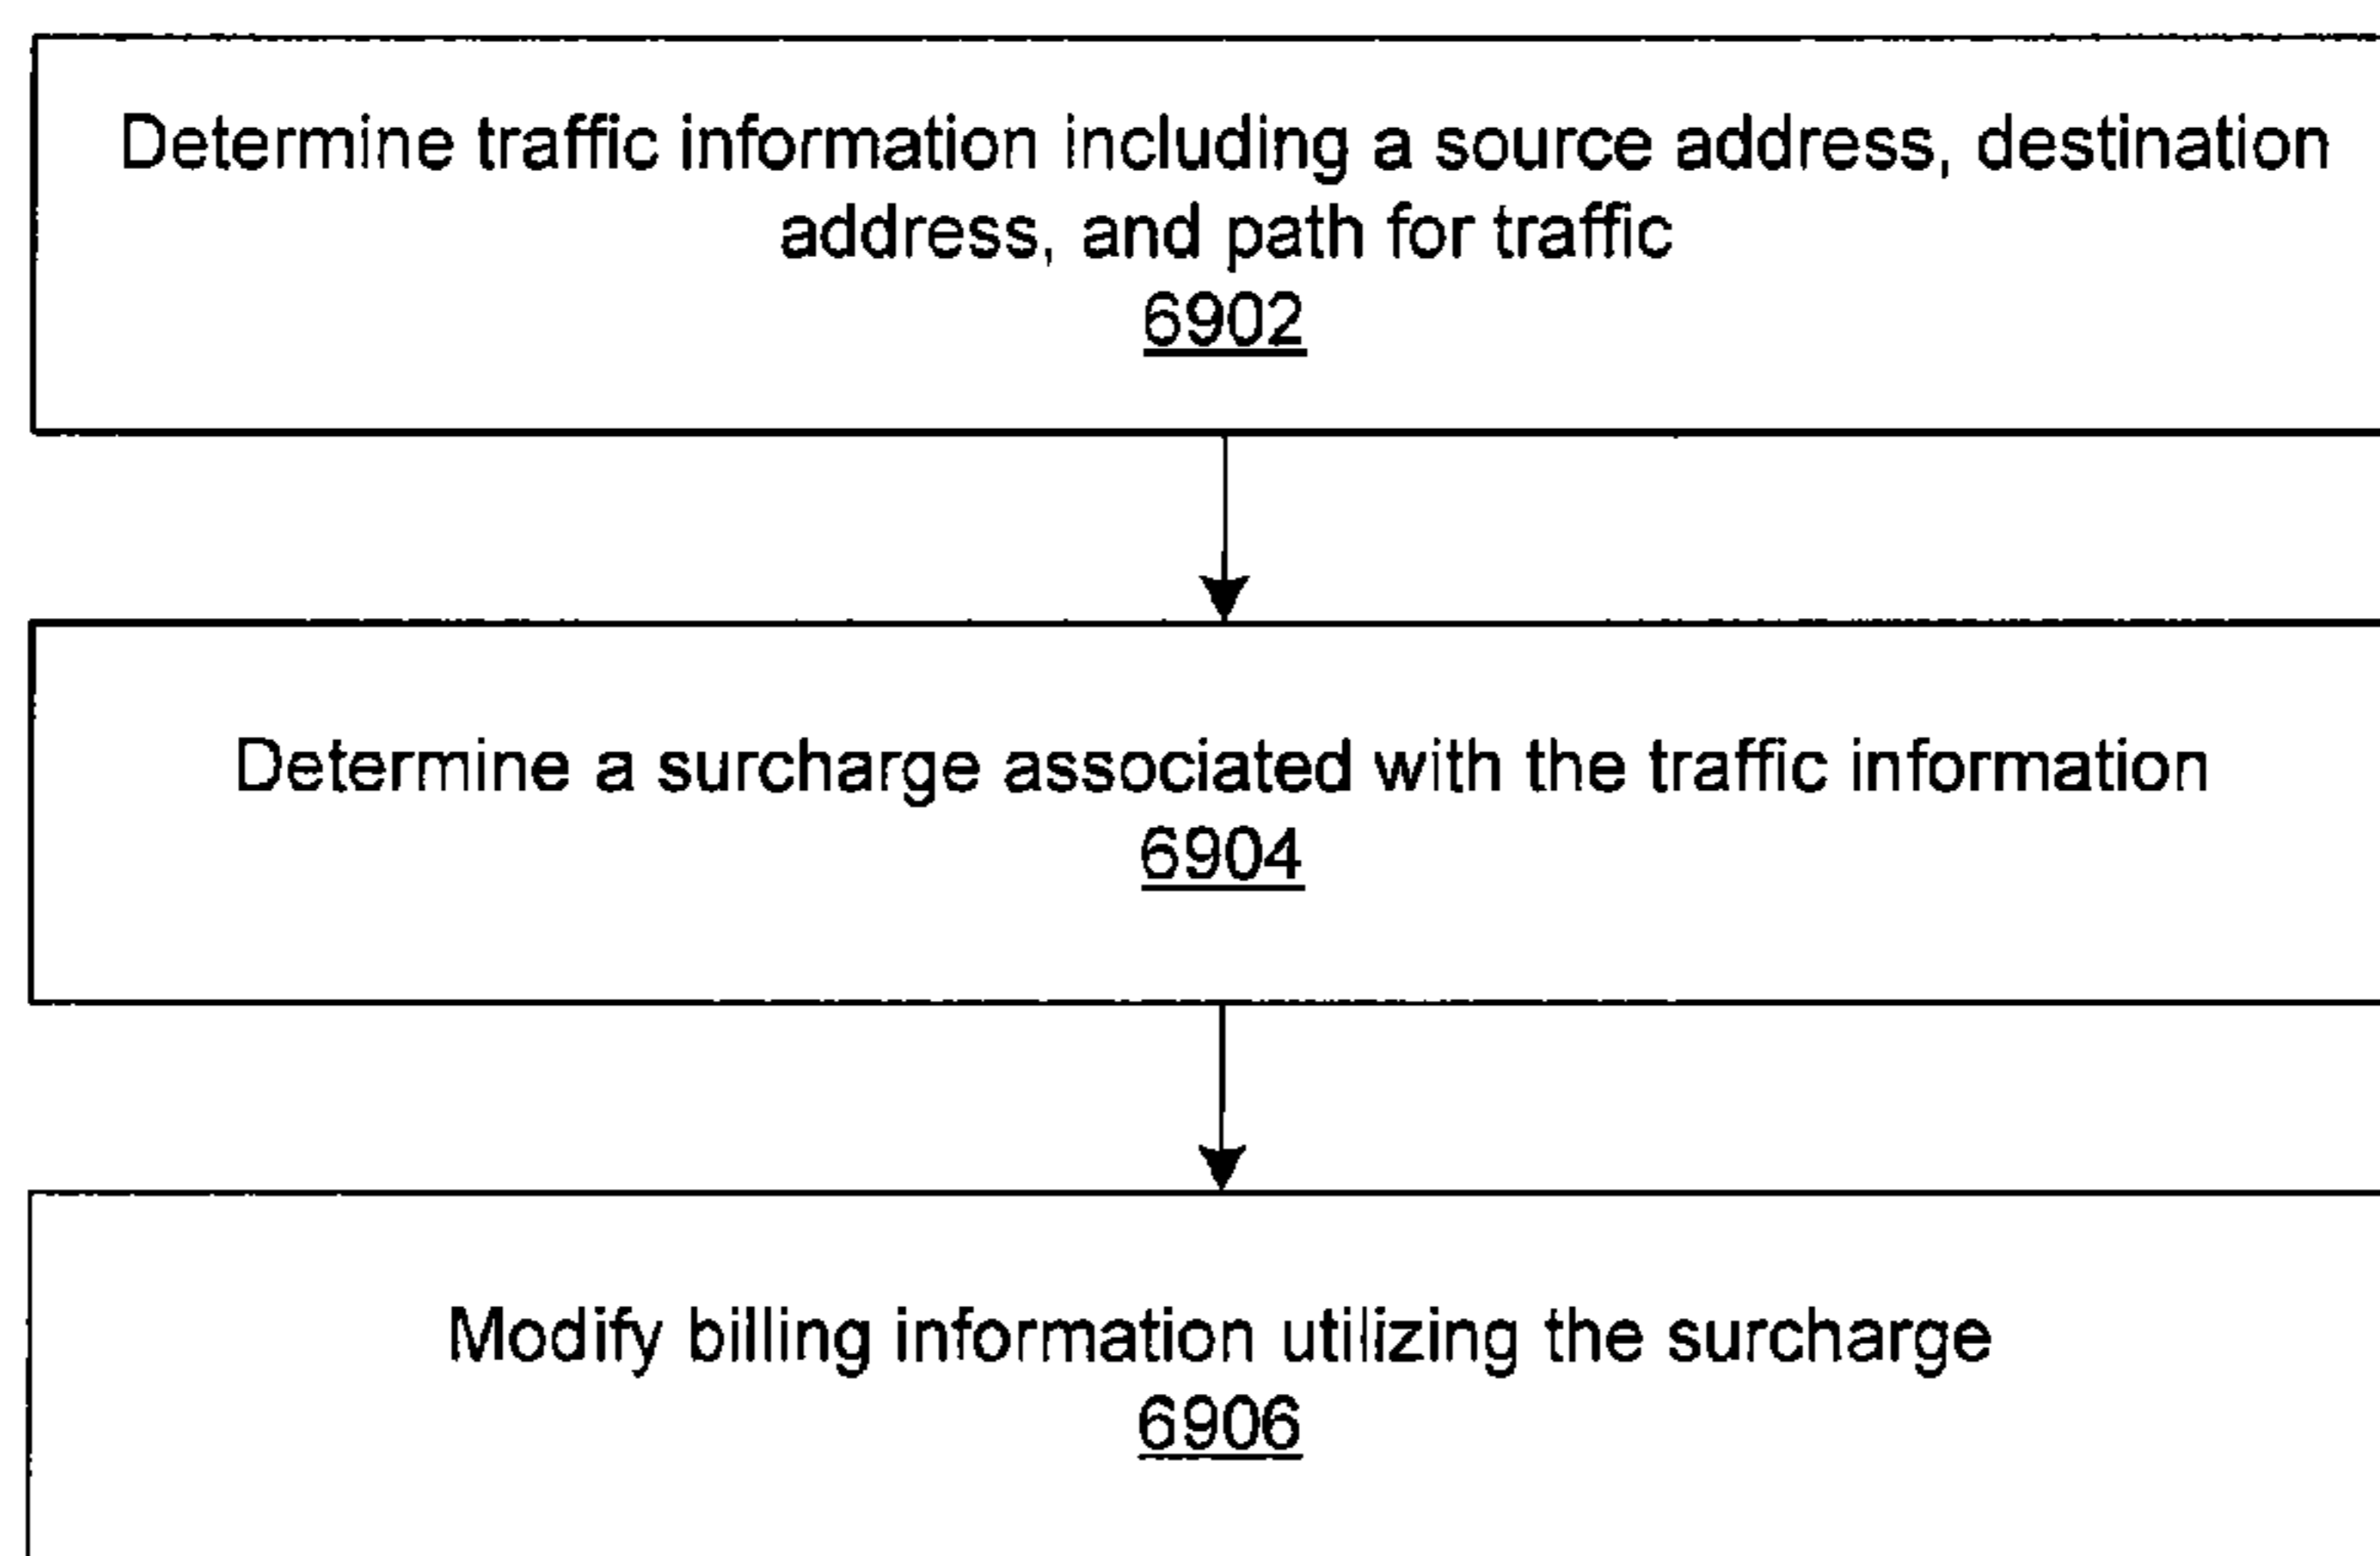 Determine traffic information including a source address, destination
address, and path for traffic
6902
Determine a surcharge associated with the traffic information
6904
Modify billing information utilizing the surcharge
6906